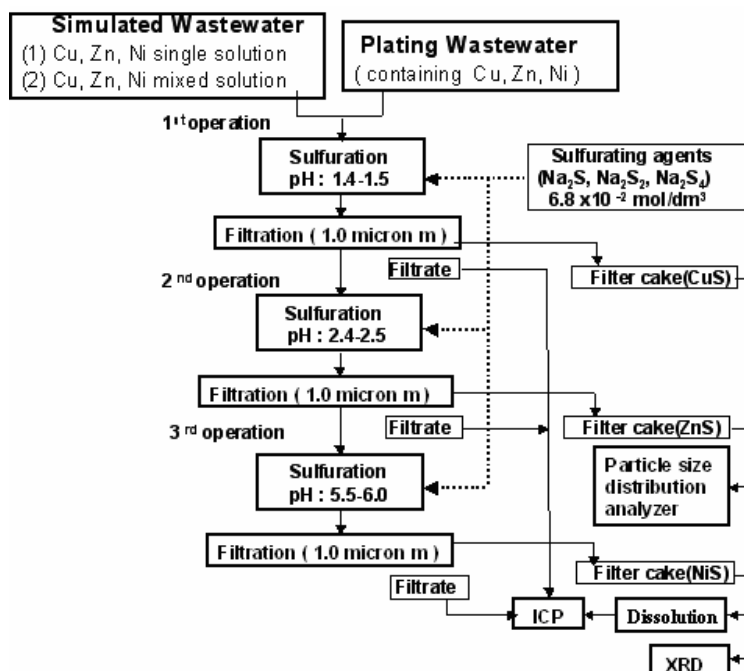 Simulated Wastewater
(1) Cu, Zn, Ni single solution
(2) Cu, Zn, Ni mixed solution
Plating Wastewater
( containing Cu, Zn, Ni )
1st operation
Sulfuration
pH : 1.4-1.5
Sulfurating agents
(Na₂S, Na₂S₂, Na₂S₄)
6.8 x10 ⁻² mol/dm³
Filtration ( 1.0 micron m )
Filtrate
Filter cake(CuS)
2 nd operation
Sulfuration
pH : 2.4-2.5
Filtration ( 1.0 micron m )
3 rd operation
Filtrate
Filter cake(ZnS)
Sulfuration
pH : 5.5-6.0
Particle size
distribution
analyzer
Filtration ( 1.0 micron m )
Filtrate
Filter cake(NiS)
ICP
Dissolution
XRD